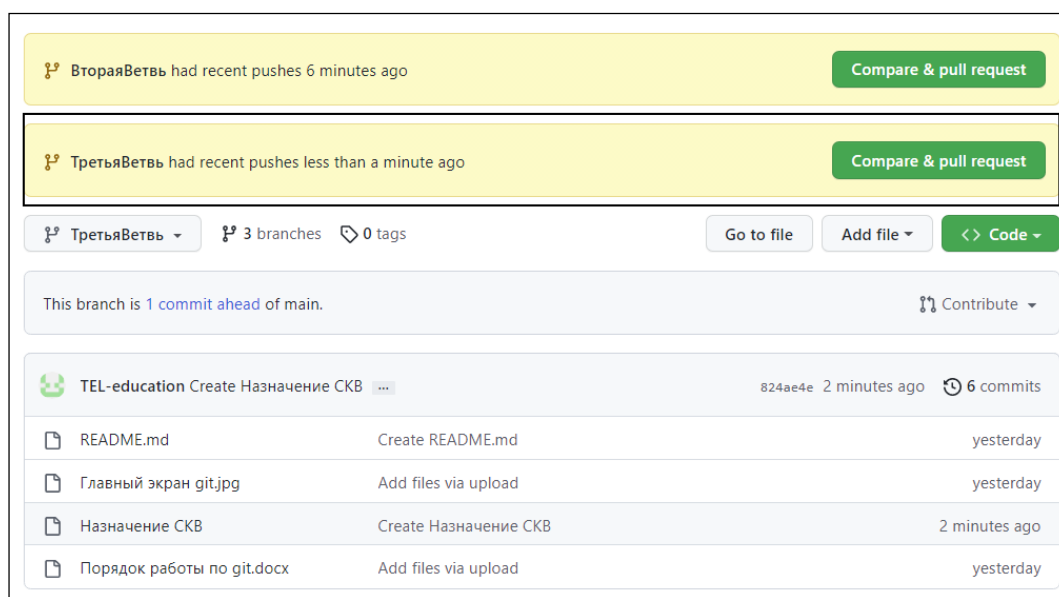 ВтораяВетвь had recent pushes 6 minutes ago Compare & pull request
ТретьяВетвь had recent pushes less than a minute ago Compare & pull request
ТретьяВетвь 3 branches 0 tags Go to file Add file <> Code
This branch is 1 commit ahead of main. Contribute
TEL-education Create Назначение СКВ ... 824ae4e 2 minutes ago 6 commits
README.md Create README.md yesterday
Главный экран git.jpg Add files via upload yesterday
Назначение СКВ Create Назначение СКВ 2 minutes ago
Порядок работы по git.docx Add files via upload yesterday